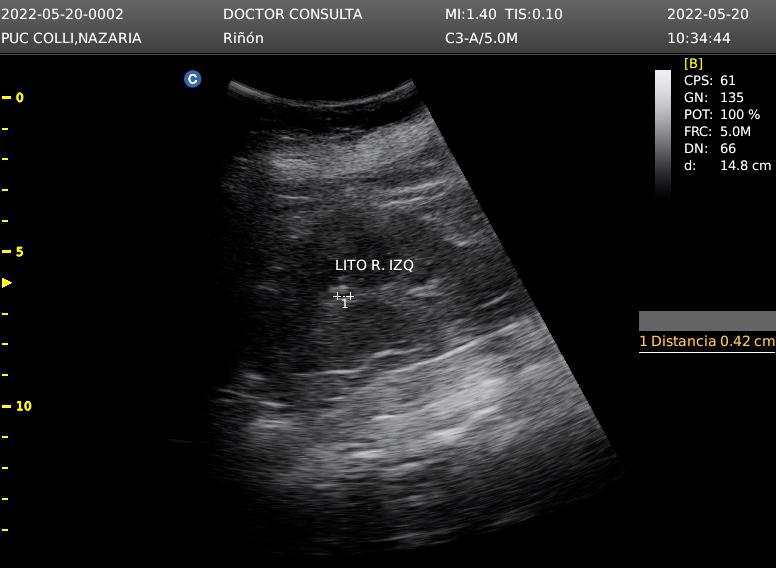 2022-05-20-0002 DOCTOR CONSULTA MI:1.40 TIS:0.10 2022-05-20
PUC COLLI,NAZARIA Riñón C3-A/5.0M 10:34:44
C
[B]
CPS: 61
GN: 135
POT: 100 %
FRC: 5.0M
DN: 66
d: 14.8 cm
0
5
10
LITO R. IZQ
1
1 Distancia 0.42 cm